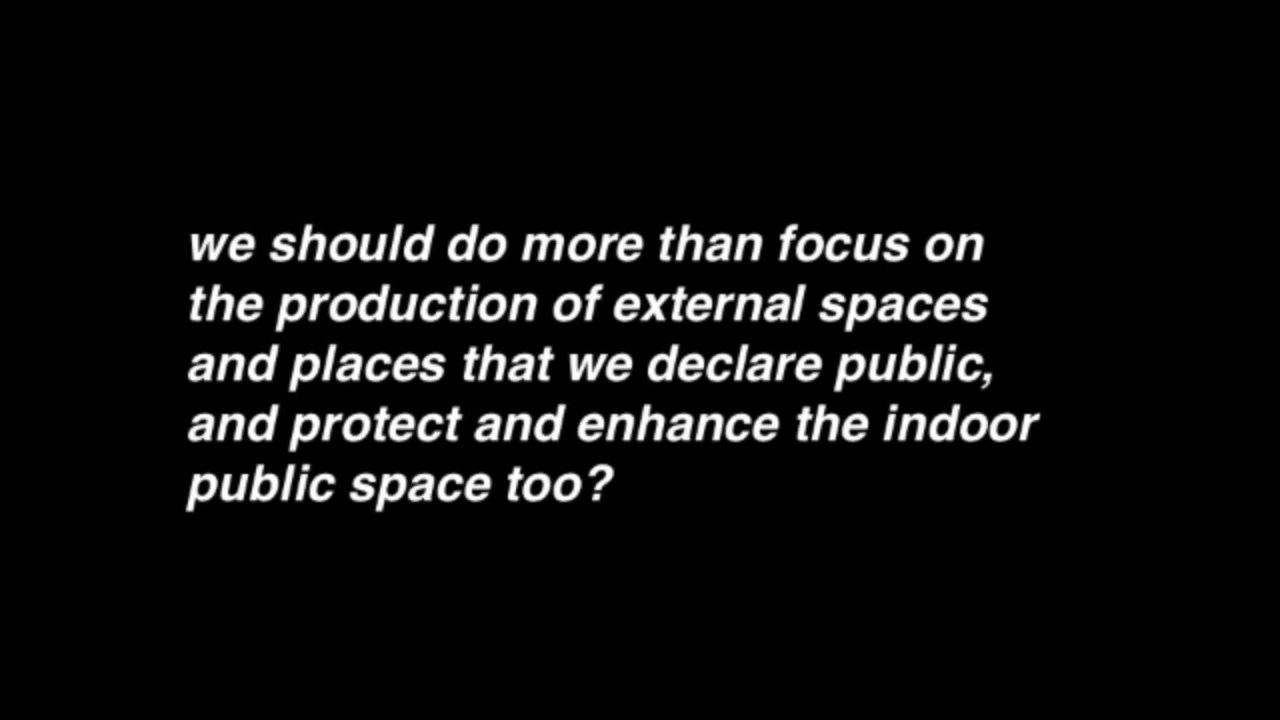 we should do more than focus on
the production of external spaces
and places that we declare public,
and protect and enhance the indoor
public space too?